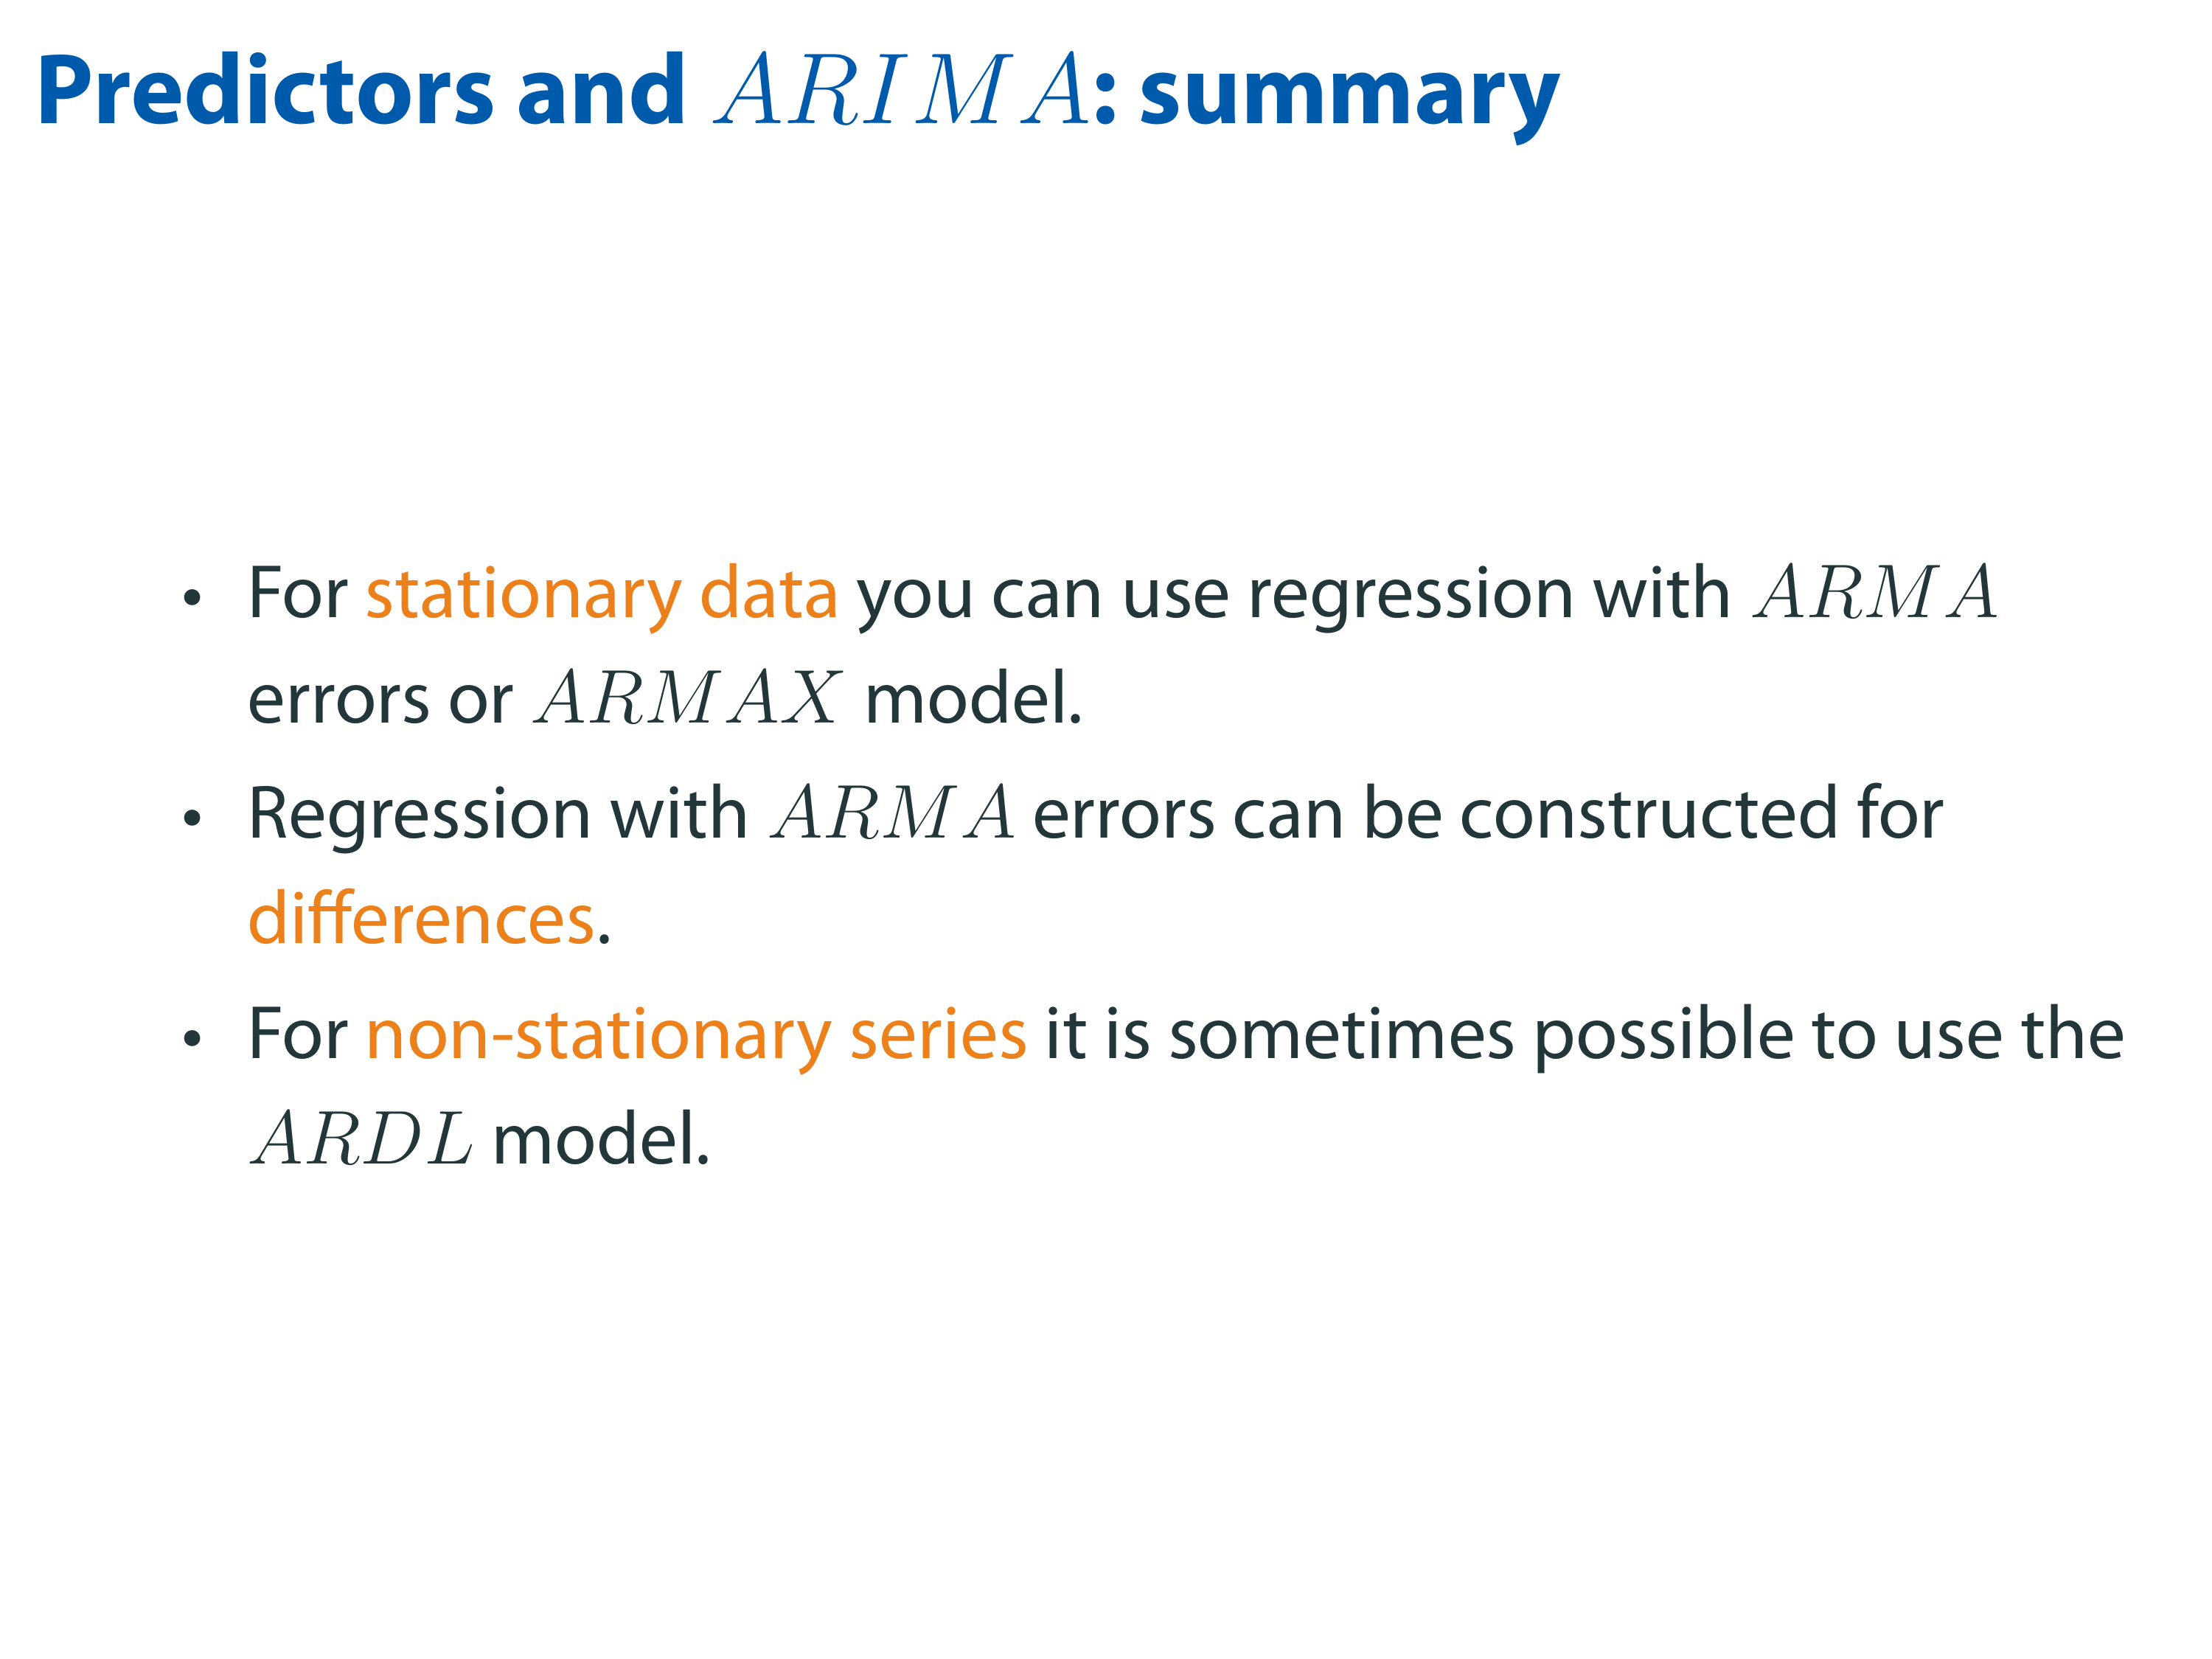 Predictors and ARIMA: summary
• For stationary data you can use regression with ARMA
errors or ARMAX model.
• Regression with ARMA errors can be constructed for
differences.
• For non-stationary series it is sometimes possible to use the
ARDL model.